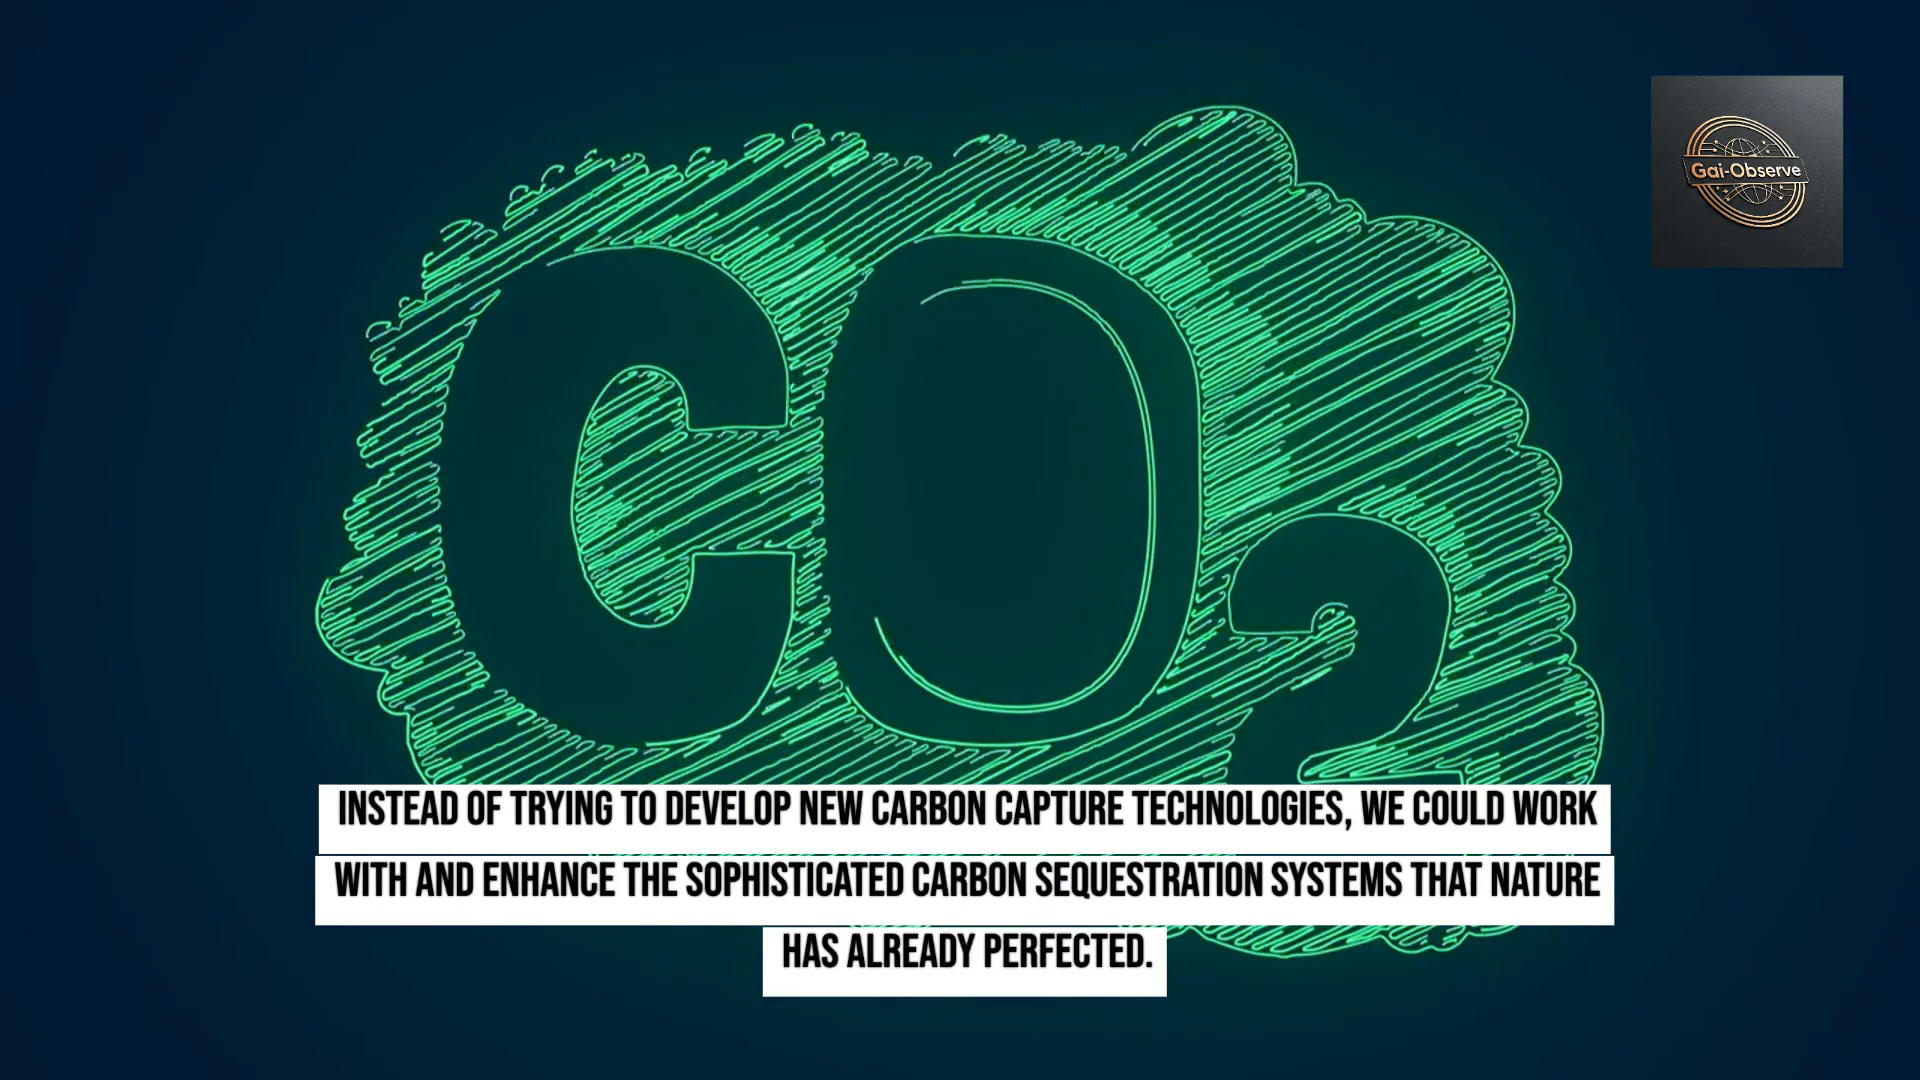 Gai-Observe
CO2
INSTEAD OF TRYING TO DEVELOP NEW CARBON CAPTURE TECHNOLOGIES, WE COULD WORK
WITH AND ENHANCE THE SOPHISTICATED CARBON SEQUESTRATION SYSTEMS THAT NATURE
HAS ALREADY PERFECTED.